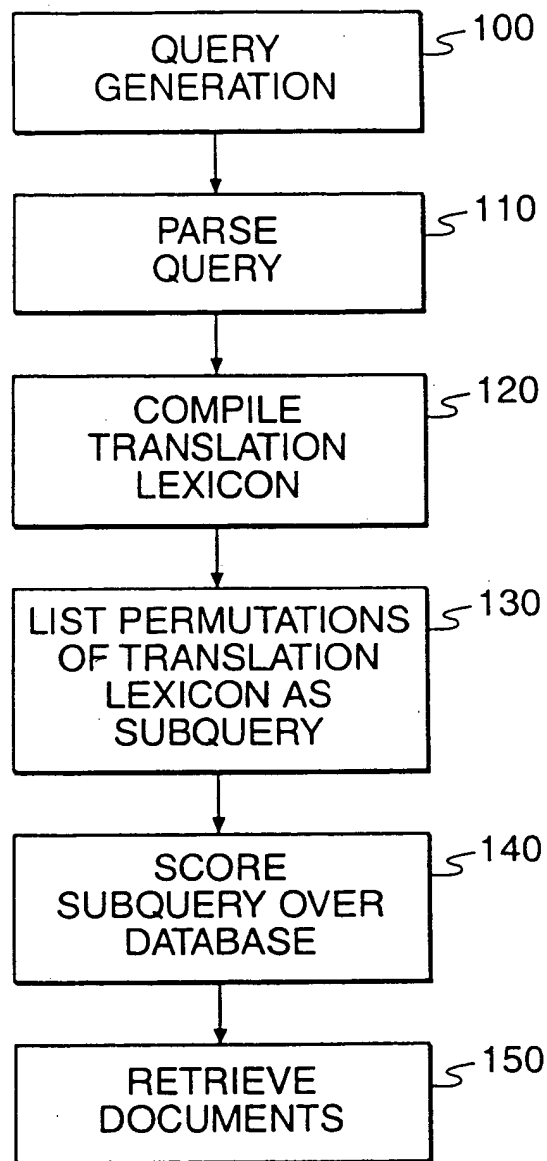 QUERY
GENERATION
100
PARSE
QUERY
110
COMPILE
TRANSLATION
LEXICON
120
LIST PERMUTATIONS
OF TRANSLATION
LEXICON AS
SUBQUERY
130
SCORE
SUBQUERY OVER
DATABASE
140
RETRIEVE
DOCUMENTS
150